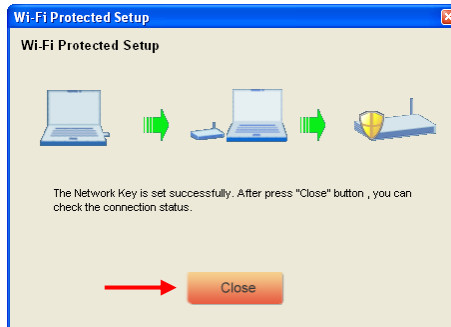 Wi-Fi Protected Setup
Wi-Fi Protected Setup
The Network Key is set successfully. After press "Close" button , you can
check the connection status.
Close